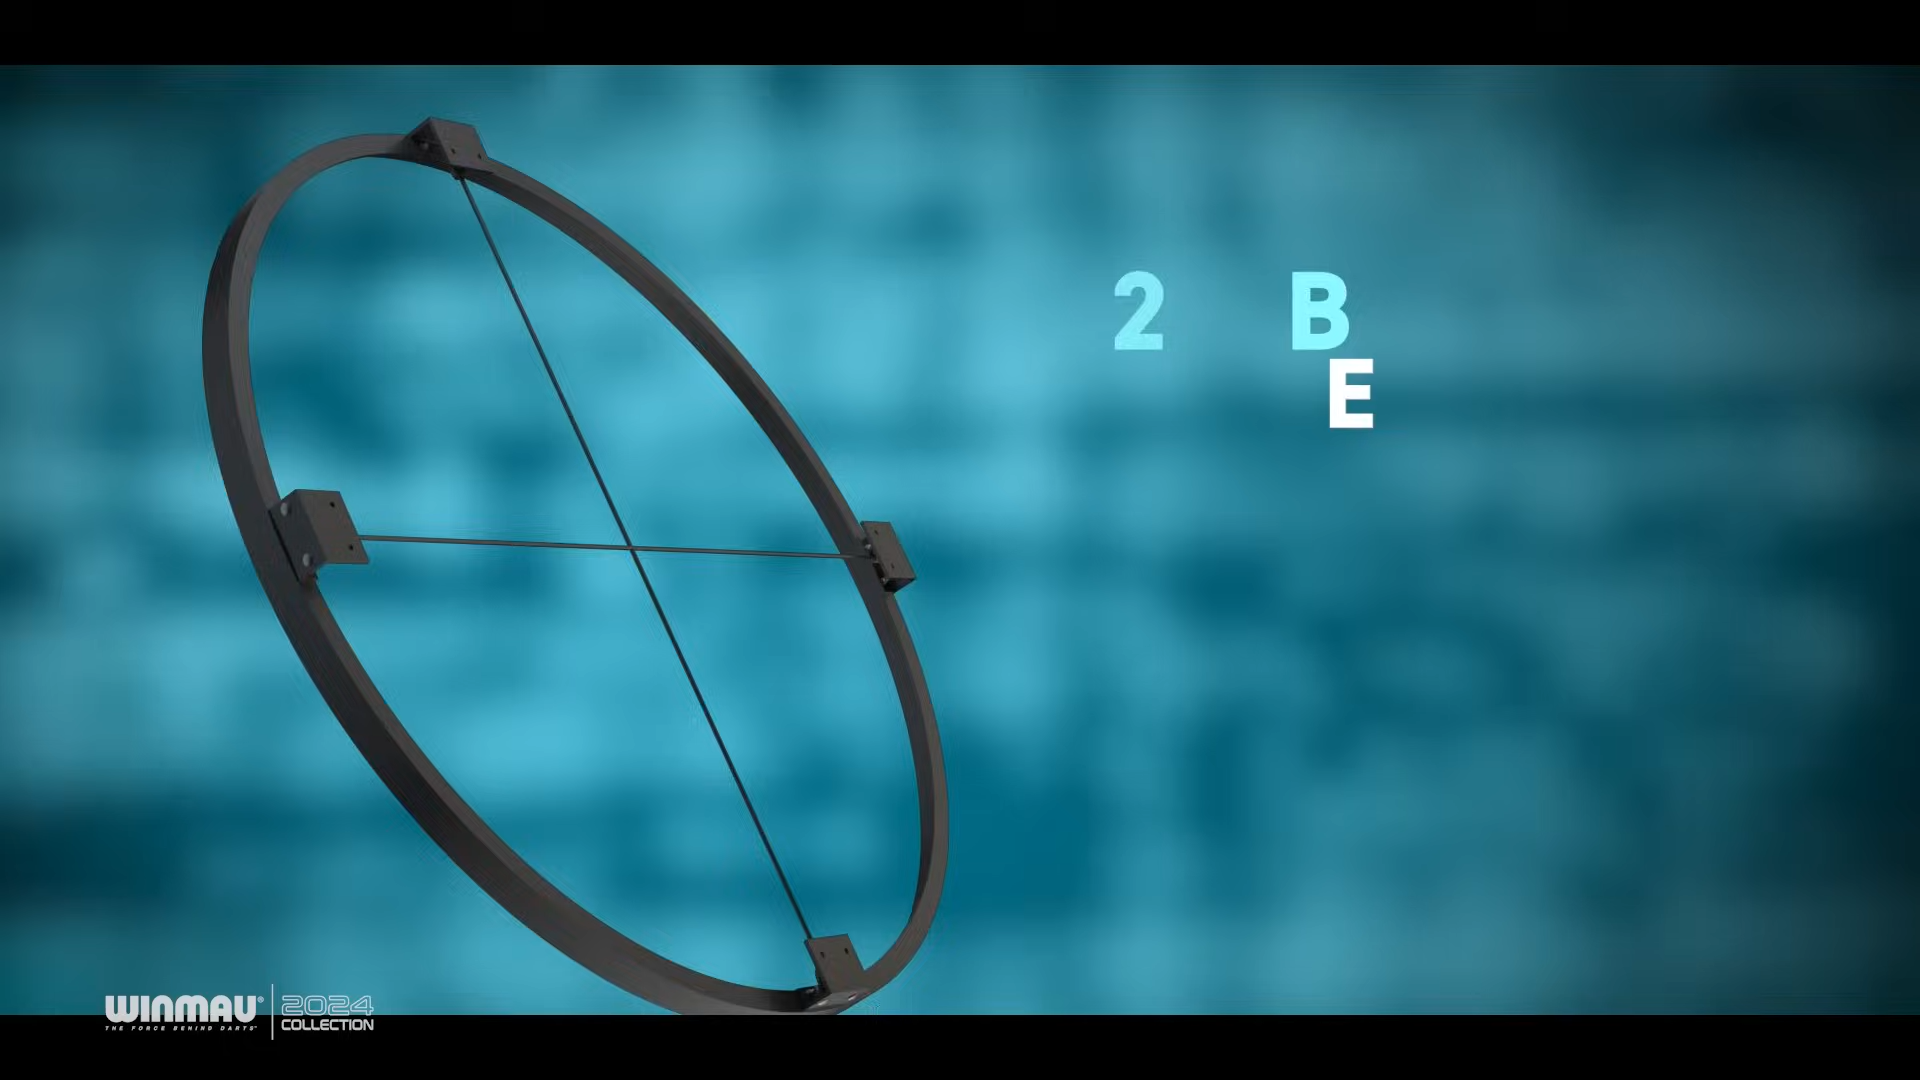 2 B
E
WINMAU®
THE FORCE BEHIND DARTS
2024
COLLECTION